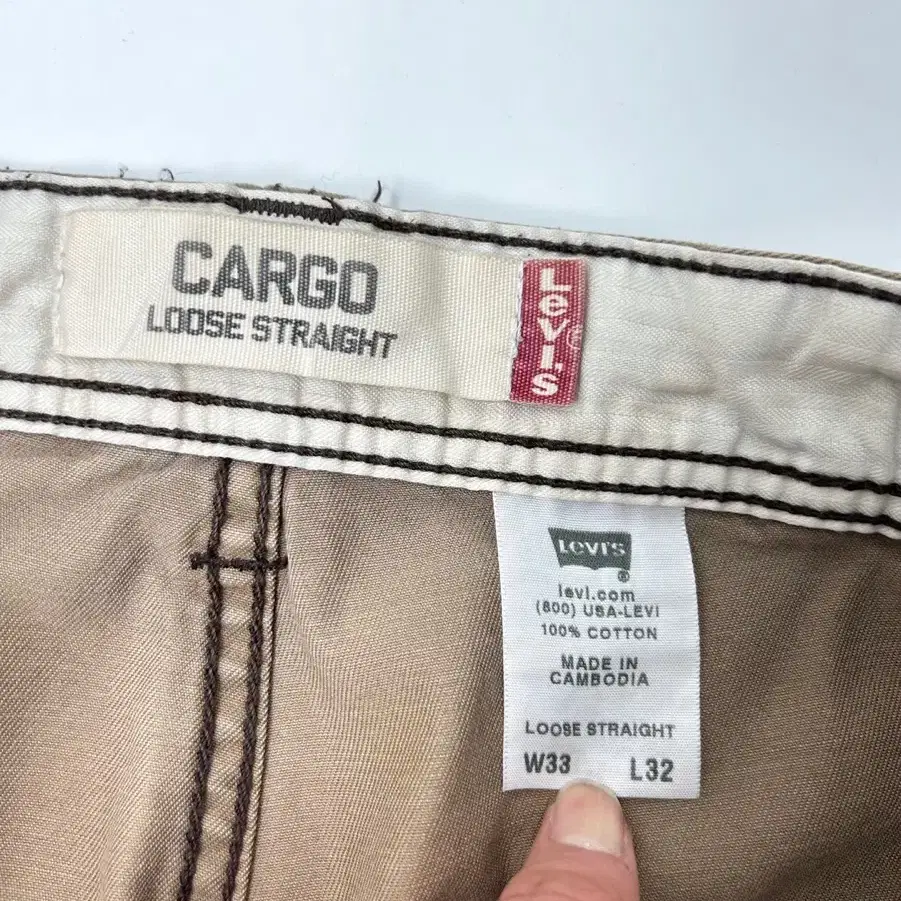 CARGO
LOOSE STRAIGHT
Levi's
®
Levi's
®
levi.com
(800) USA-LEVI
100% COTTON
MADE IN
CAMBODIA
LOOSE STRAIGHT
W33 L32